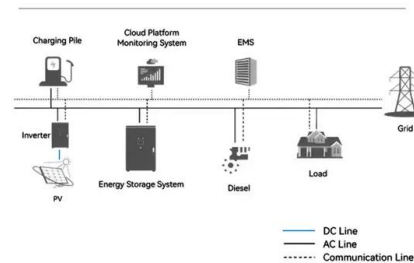 Charging Pile
Cloud Platform
Monitoring System
EMS
Grid
Inverter
PV
Energy Storage System
Diesel
Load
DC Line
AC Line
Communication Line